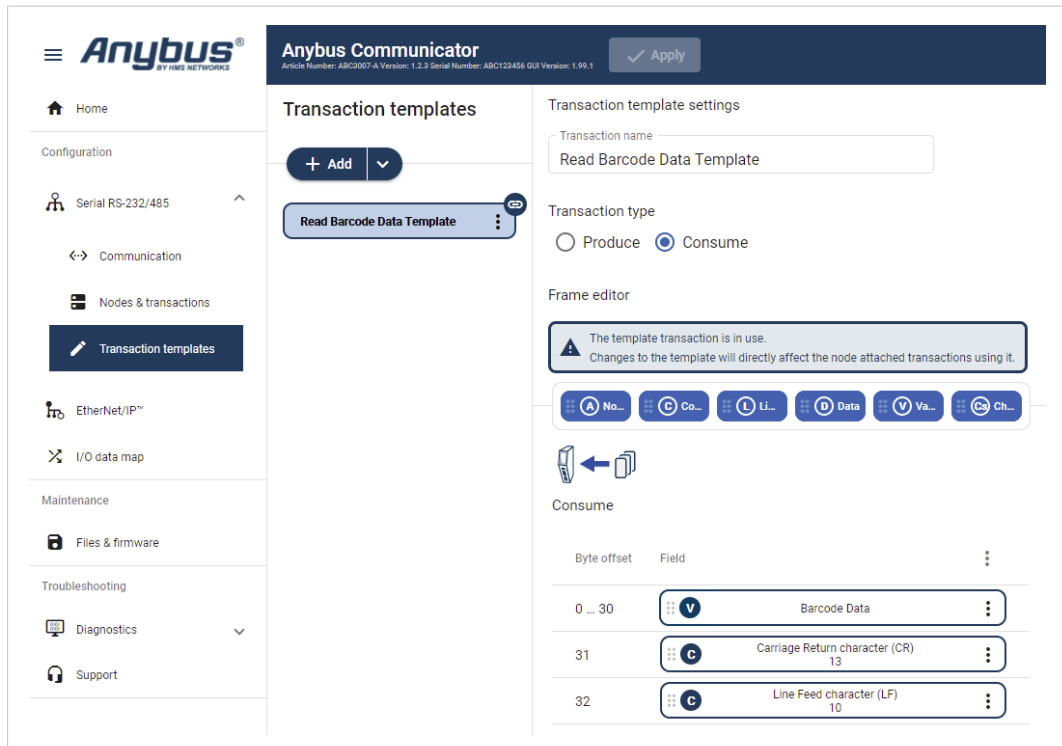 Anybus®
BY HMS NETWORKS
Anybus Communicator
Article Number: ABC3007-A Version: 1.2.3 Serial Number: ABC123456 GUI Version: 1.99.1
Apply
Home
Configuration
Serial RS-232/485
Communication
Nodes & transactions
Transaction templates
EtherNet/IP™
I/O data map
Maintenance
Files & firmware
Troubleshooting
Diagnostics
Support
Transaction templates
+ Add
Read Barcode Data Template
Transaction template settings
Transaction name
Read Barcode Data Template
Transaction type
Produce
Consume
Frame editor
The template transaction is in use.
Changes to the template will directly affect the node attached transactions using it.
A No...
C Co...
L Li...
D Data
V Va...
Cs Ch...
Consume
Byte offset Field
0 ... 30 V Barcode Data
31 C Carriage Return character (CR)
13
32 C Line Feed character (LF)
10